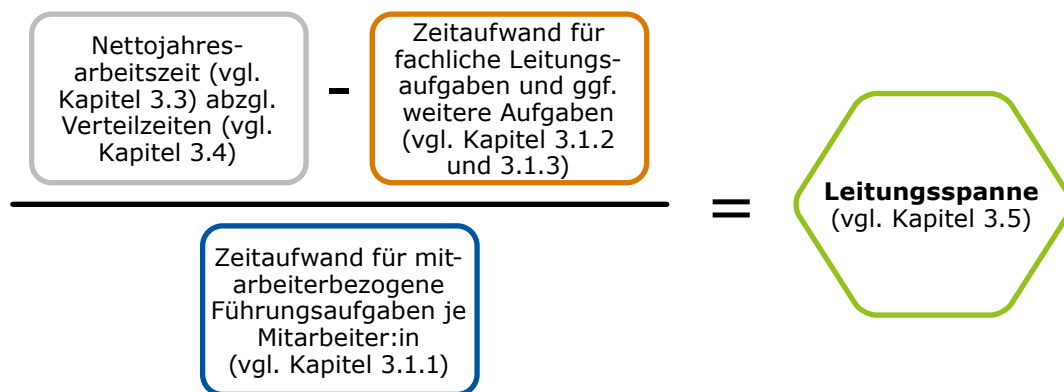 Nettojahres-
arbeitszeit (vgl.
Kapitel 3.3) abzgl.
Verteilzeiten (vgl.
Kapitel 3.4)
-
Zeitaufwand für
fachliche Leitungs-
aufgaben und ggf.
weitere Aufgaben
(vgl. Kapitel 3.1.2
und 3.1.3)
Zeitaufwand für mit-
arbeiterbezogene
Führungsaufgaben je
Mitarbeiter:in
(vgl. Kapitel 3.1.1)
=
Leitungsspanne
(vgl. Kapitel 3.5)